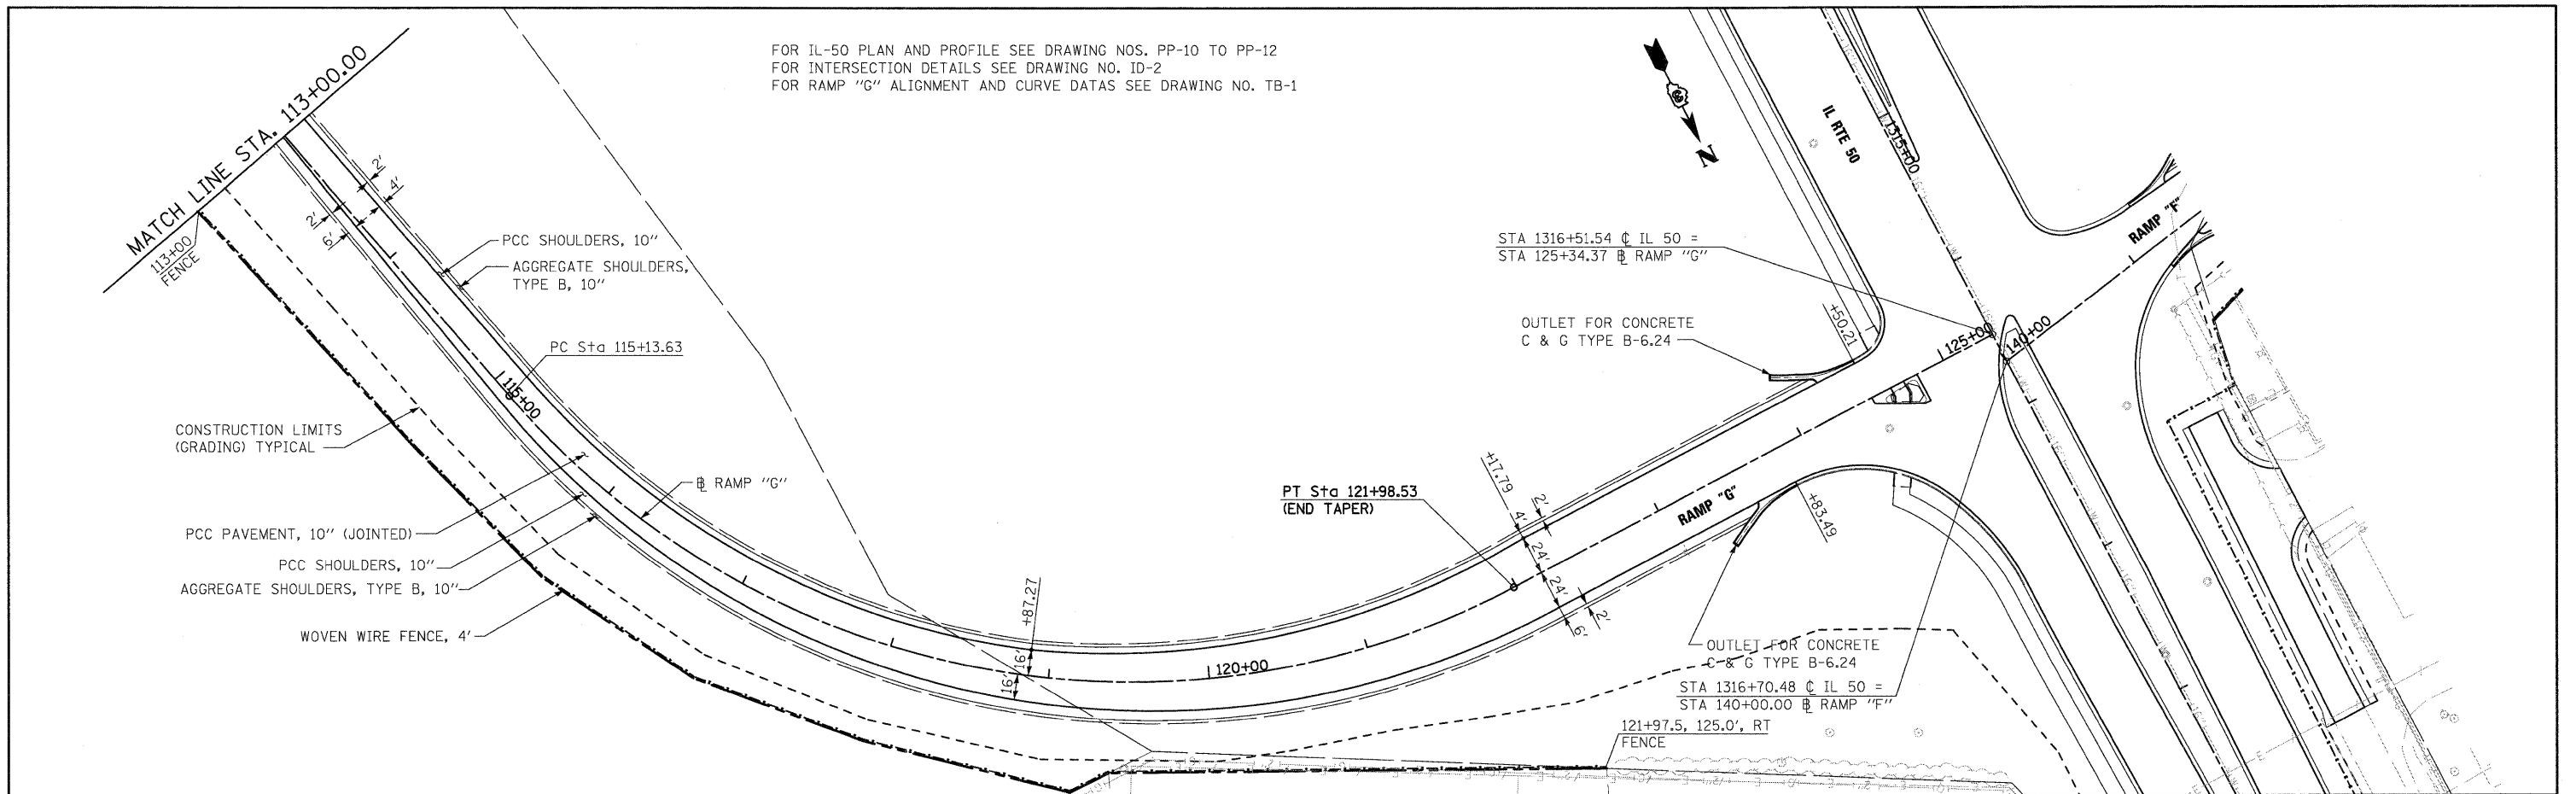 FOR IL-50 PLAN AND PROFILE SEE DRAWING NOS. PP-10 TO PP-12
FOR INTERSECTION DETAILS SEE DRAWING NO. ID-2
FOR RAMP "G" ALIGNMENT AND CURVE DATAS SEE DRAWING NO. TB-1
MATCH LINE STA. 113+00.00
113+00
FENCE
2'
4'
2'
6'
PCC SHOULDERS, 10"
AGGREGATE SHOULDERS,
TYPE B, 10"
PC Sta 115+13.63
115+00
CONSTRUCTION LIMITS
(GRADING) TYPICAL
PCC PAVEMENT, 10" (JOINTED)
PCC SHOULDERS, 10"
AGGREGATE SHOULDERS, TYPE B, 10"
WOVEN WIRE FENCE, 4'
℄ RAMP "G"
+87.27
16'
16'
120+00
PT Sta 121+98.53
(END TAPER)
+17.79
2'
4'
24'
24'
2'
6'
RAMP "G"
+83.49
N
IL RTE 50
1315+00
STA 1316+51.54 ℄ IL 50 =
STA 125+34.37 ℄ RAMP "G"
OUTLET FOR CONCRETE
C & G TYPE B-6.24
+50.21
125+00
140+00
RAMP "F"
OUTLET FOR CONCRETE
C & G TYPE B-6.24
STA 1316+70.48 ℄ IL 50 =
STA 140+00.00 ℄ RAMP "F"
121+97.5, 125.0', RT
FENCE